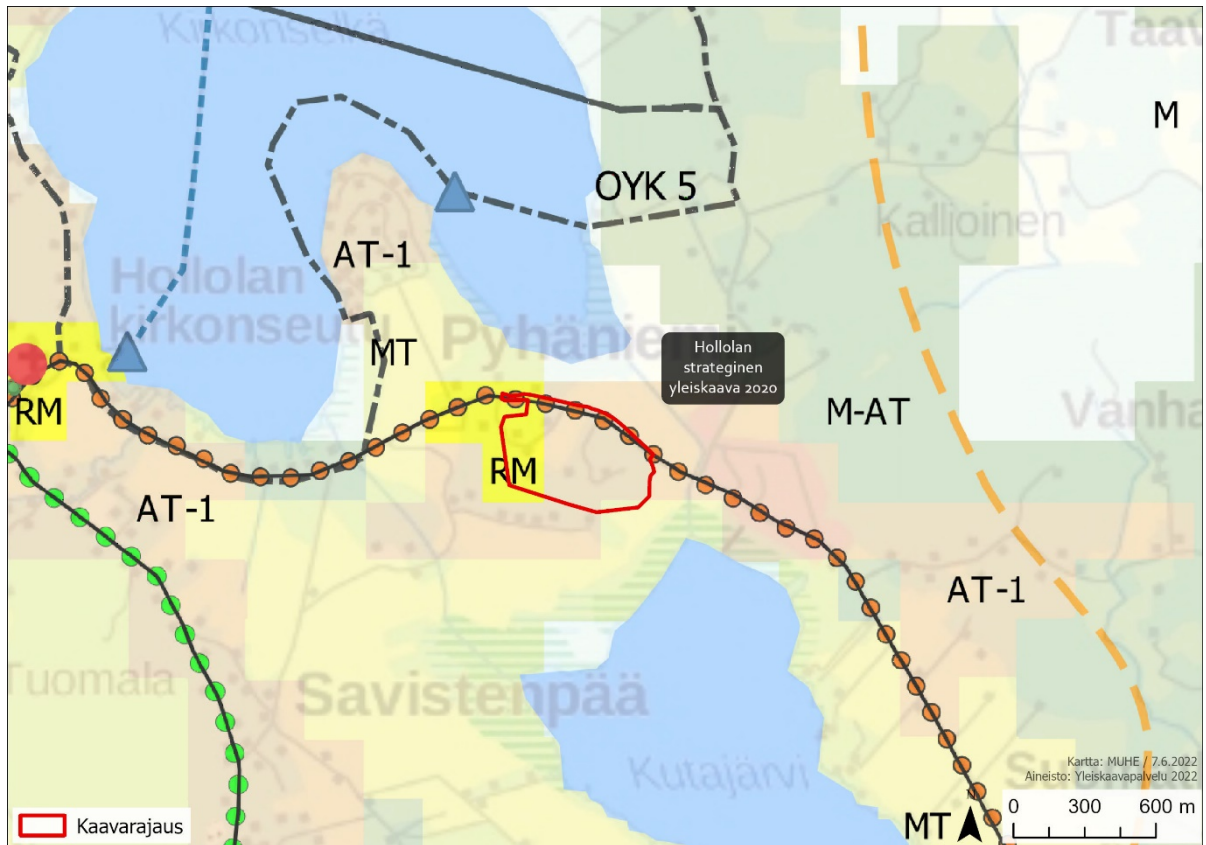 Kirkonselkä
Taav
M
OYK 5
Kallioinen
AT-1
Hollolan
kirkonseutu
Pyhäniemi
MT
Hollolan
strateginen
yleiskaava 2020
RM
M-AT
Vanha
RM
AT-1
AT-1
Tuomala
Savistenpää
Kutajärvi
Kartta: MUHE / 7.6.2022
Aineisto: Yleiskaavapalvelu 2022
Kaavarajaus
MT
N
0 300 600 m